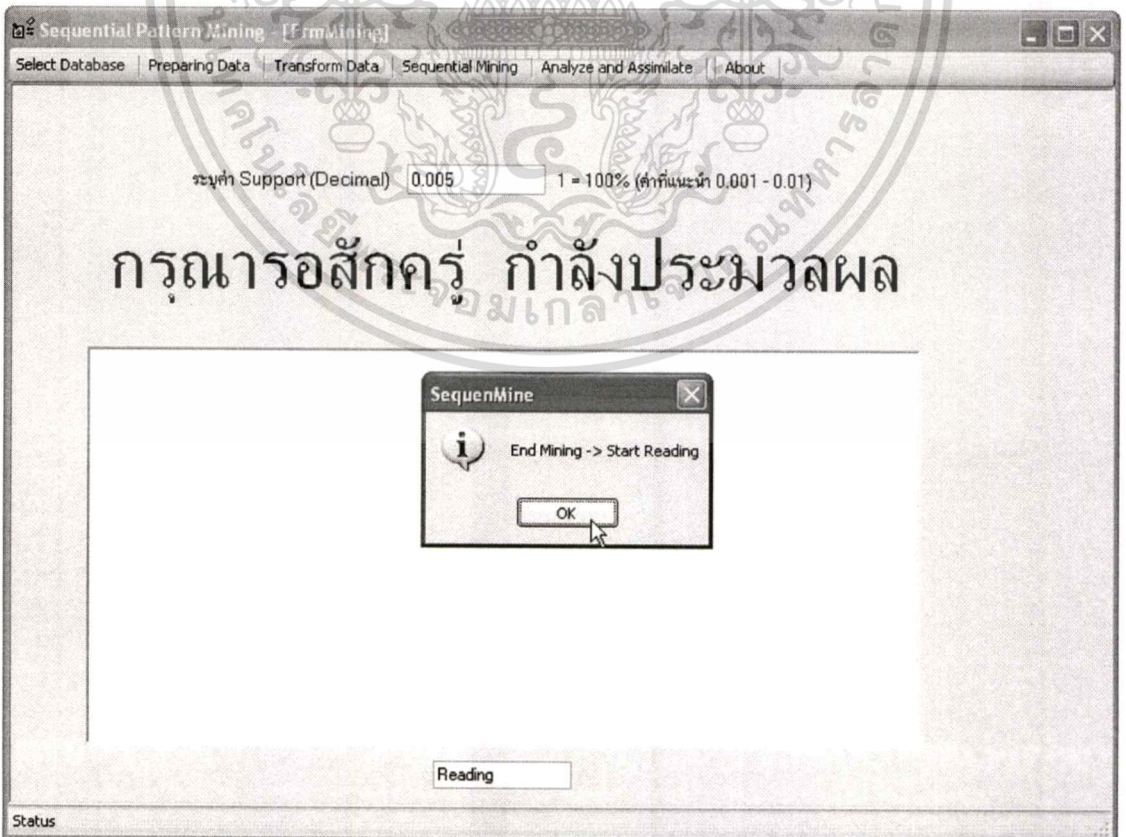 Sequential Pattern Mining - [FrmMining]
Select Database Preparing Data Transform Data Sequential Mining Analyze and Assimilate About
ระบุค่า Support (Decimal) 0.005 1 = 100% (ค่าที่แนะนำ 0.001 - 0.01)
กรุณารอสักครู่ กำลังประมวลผล
SequenMine
End Mining -> Start Reading
OK
Reading
Status